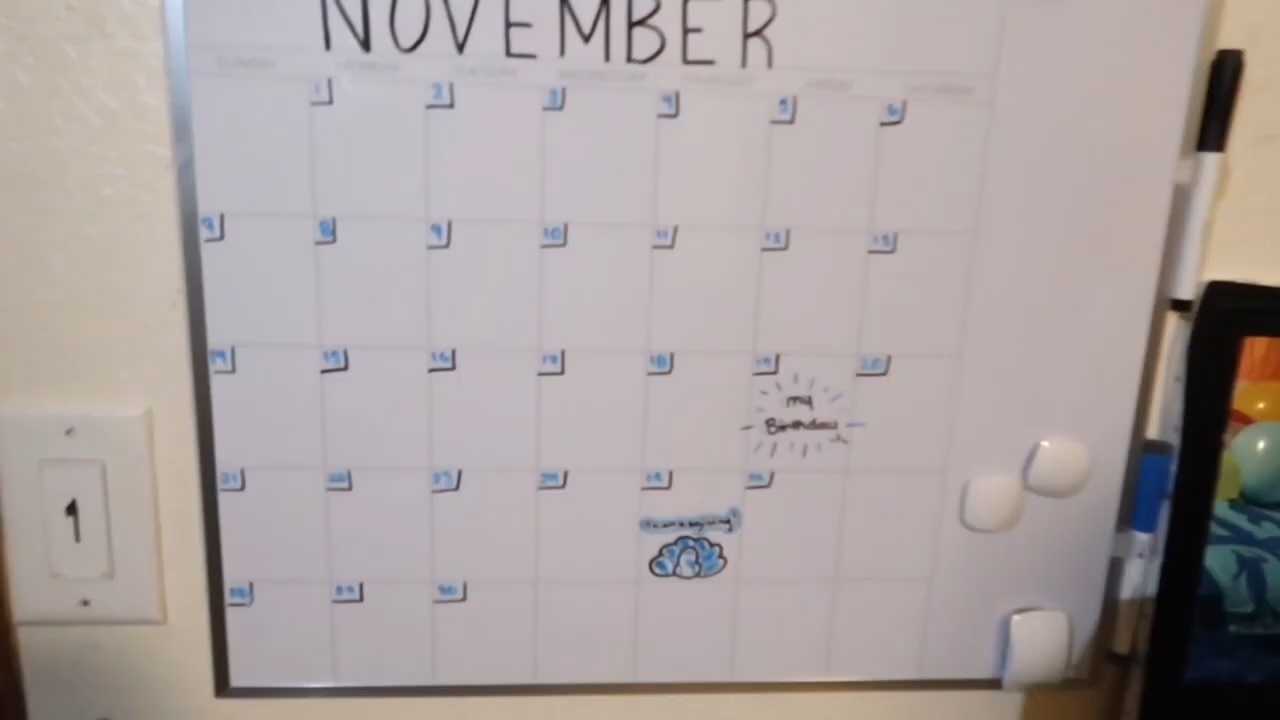 NOVEMBER
1 2 3 4 5 6
7 8 9 10 11 12 13
14 15 16 17 18 19 20
my
Birthday
21 22 23 24 25 26
Thanksgiving
28 29 30